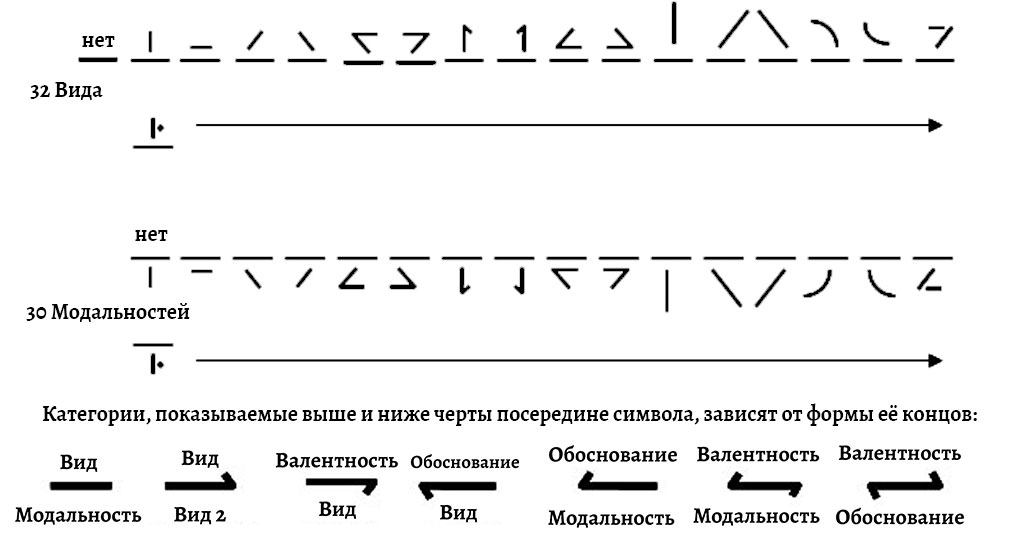 нет
32 Вида
нет
30 Модальностей
Категории, показываемые выше и ниже черты посередине символа, зависят от формы её концов:
Вид Вид Валентность Обоснование Обоснование Валентность Валентность
Модальность Вид 2 Вид Вид Модальность Модальность Обоснование